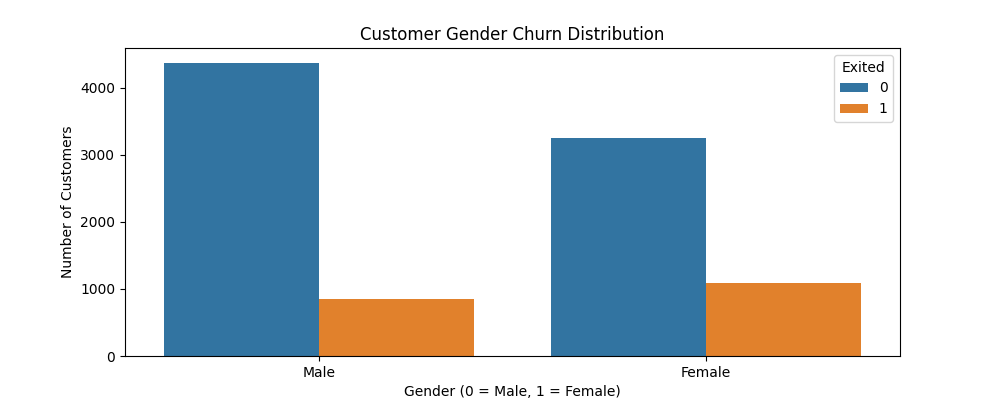 Customer Gender Churn Distribution
Exited
0
1
4000
3000
2000
1000
0
Number of Customers
Male
Female
Gender (0 = Male, 1 = Female)